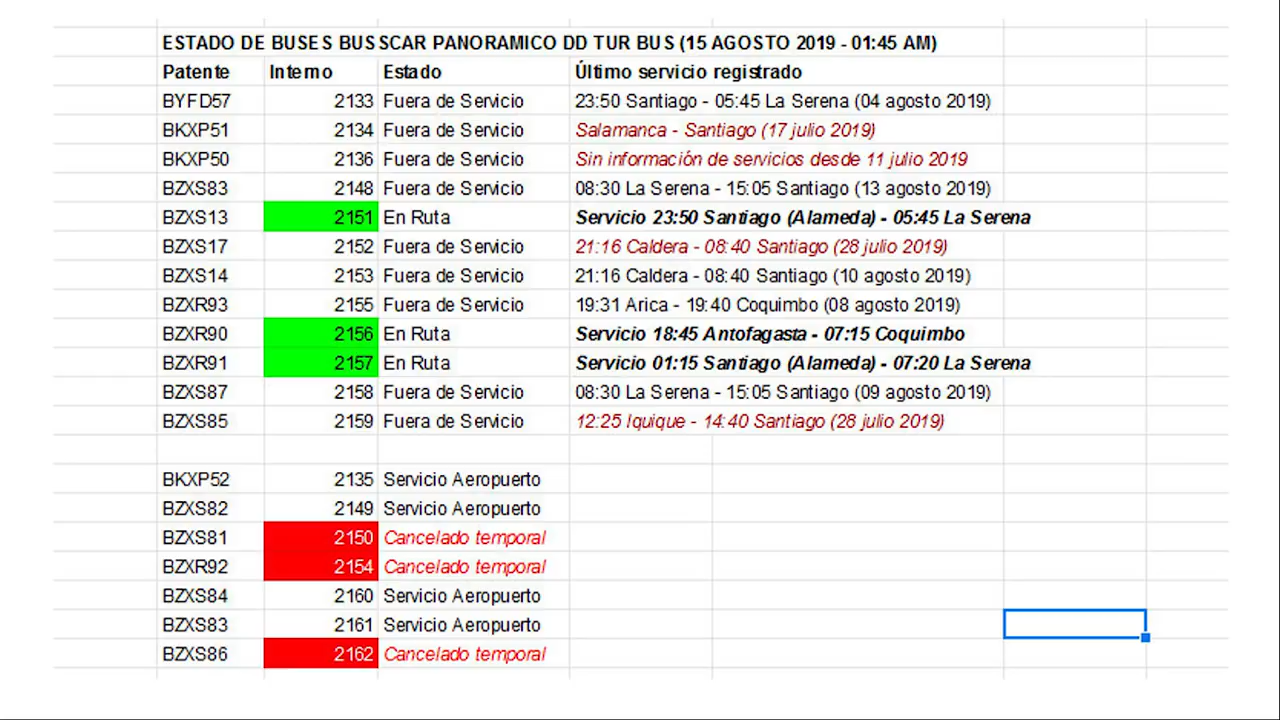 ESTADO DE BUSES BUSSCAR PANORAMICO DD TUR BUS (15 AGOSTO 2019 - 01:45 AM)
Patente Interno Estado Último servicio registrado
BYFD57 2133 Fuera de Servicio 23:50 Santiago - 05:45 La Serena (04 agosto 2019)
BKXP51 2134 Fuera de Servicio Salamanca - Santiago (17 julio 2019)
BKXP50 2136 Fuera de Servicio Sin información de servicios desde 11 julio 2019
BZXS83 2148 Fuera de Servicio 08:30 La Serena - 15:05 Santiago (13 agosto 2019)
BZXS13 2151 En Ruta Servicio 23:50 Santiago (Alameda) - 05:45 La Serena
BZXS17 2152 Fuera de Servicio 21:16 Caldera - 08:40 Santiago (28 julio 2019)
BZXS14 2153 Fuera de Servicio 21:16 Caldera - 08:40 Santiago (10 agosto 2019)
BZXR93 2155 Fuera de Servicio 19:31 Arica - 19:40 Coquimbo (08 agosto 2019)
BZXR90 2156 En Ruta Servicio 18:45 Antofagasta - 07:15 Coquimbo
BZXR91 2157 En Ruta Servicio 01:15 Santiago (Alameda) - 07:20 La Serena
BZXS87 2158 Fuera de Servicio 08:30 La Serena - 15:05 Santiago (09 agosto 2019)
BZXS85 2159 Fuera de Servicio 12:25 Iquique - 14:40 Santiago (28 julio 2019)
BKXP52 2135 Servicio Aeropuerto
BZXS82 2149 Servicio Aeropuerto
BZXS81 2150 Cancelado temporal
BZXR92 2154 Cancelado temporal
BZXS84 2160 Servicio Aeropuerto
BZXS83 2161 Servicio Aeropuerto
BZXS86 2162 Cancelado temporal